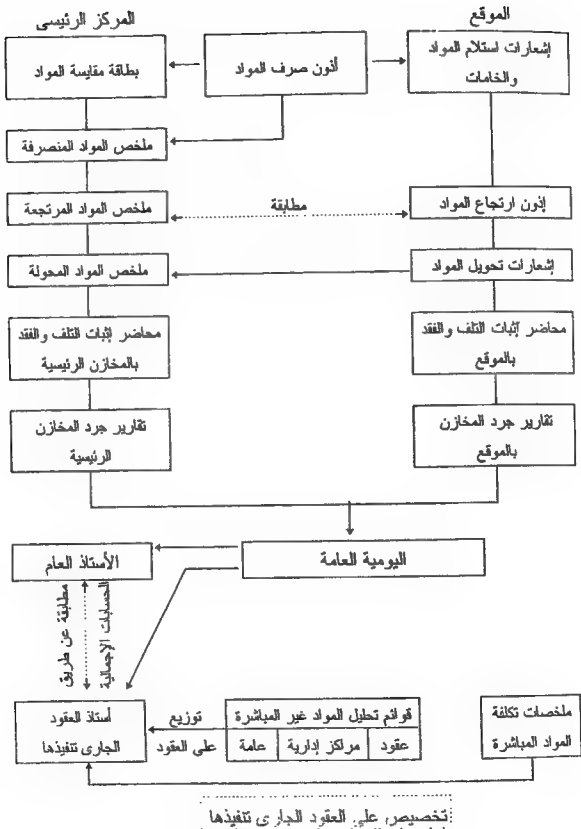 الموقع
المركز الرئيسى
إشعارات استلام المواد
والخامات
أذون صرف المواد
بطاقة مقايسة المواد
ملخص المواد المنصرفة
إذون ارتجاع المواد
مطابقة
ملخص المواد المرتجعة
إشعارات تحويل المواد
ملخص المواد المحولة
محاضر إثبات التلف والفقد
بالموقع
محاضر إثبات التلف والفقد
بالمخازن الرئيسية
تقارير جرد المخازن
بالموقع
تقارير جرد المخازن
الرئيسية
اليومية العامة
الأستاذ العام
مطابقة عن طريق
الحسابات الإجمالية
ملخصات تكلفة
المواد المباشرة
قوائم تحليل المواد غير المباشرة
عقود
مراكز إدارية
عامة
توزيع
على العقود
أستاذ العقود
الجارى تنفيذها
تخصيص على العقود الجارى تنفيذها